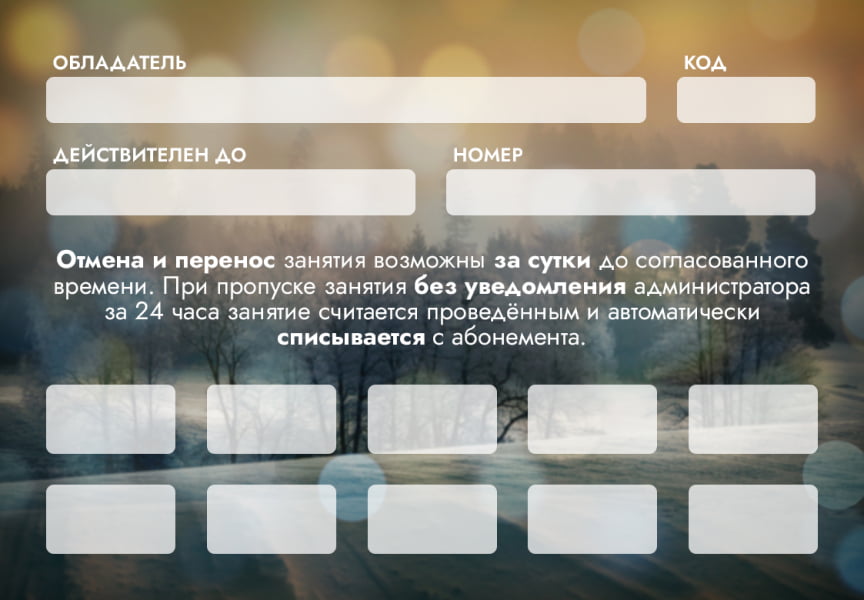 ОБЛАДАТЕЛЬ КОД
ДЕЙСТВИТЕЛЕН ДО НОМЕР
Отмена и перенос занятия возможны за сутки до согласованного
времени. При пропуске занятия без уведомления администратора
за 24 часа занятие считается проведённым и автоматически
списывается с абонемента.